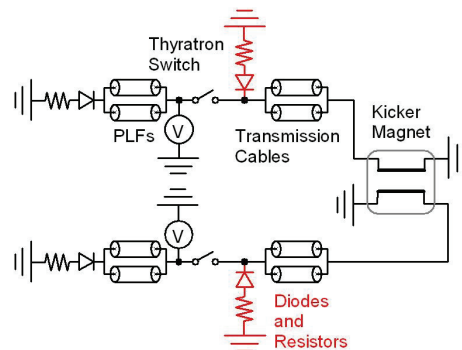 Thyratron
Switch
Kicker
Magnet
PLFs
V
Transmission
Cables
V
Diodes
and
Resistors